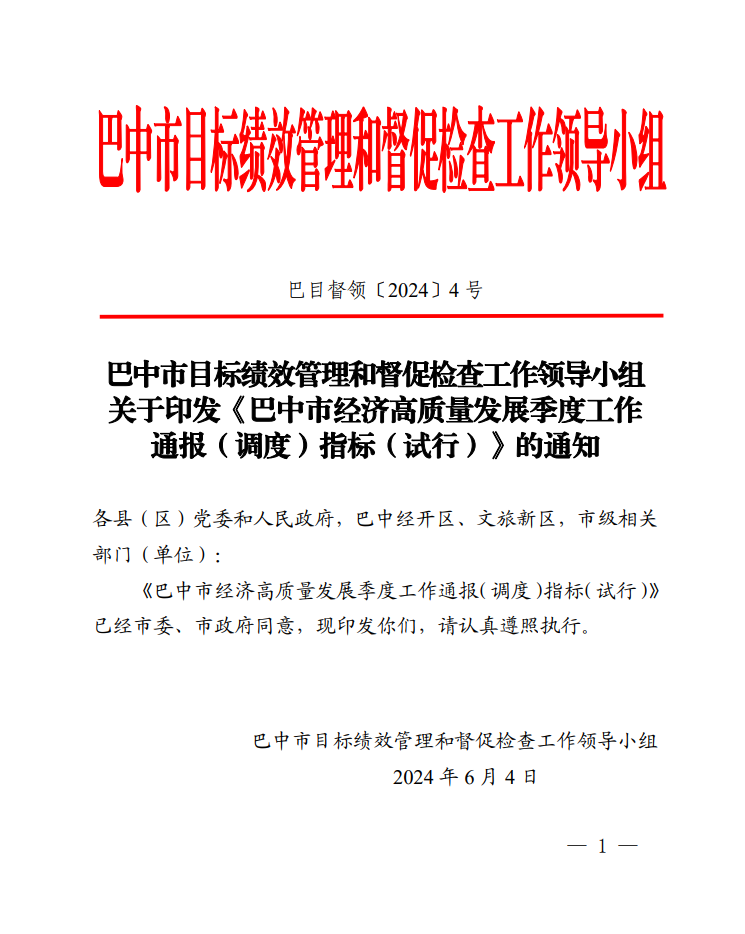 巴中市目标绩效管理和督促检查工作领导小组
巴目督领〔2024〕4 号
巴中市目标绩效管理和督促检查工作领导小组
关于印发《巴中市经济高质量发展季度工作
通报（调度）指标（试行）》的通知
各县（区）党委和人民政府，巴中经开区、文旅新区，市级相关
部门（单位）:
《巴中市经济高质量发展季度工作通报(调度)指标(试行)》
已经市委、市政府同意，现印发你们，请认真遵照执行。
巴中市目标绩效管理和督促检查工作领导小组
2024 年 6 月 4 日
— 1 —